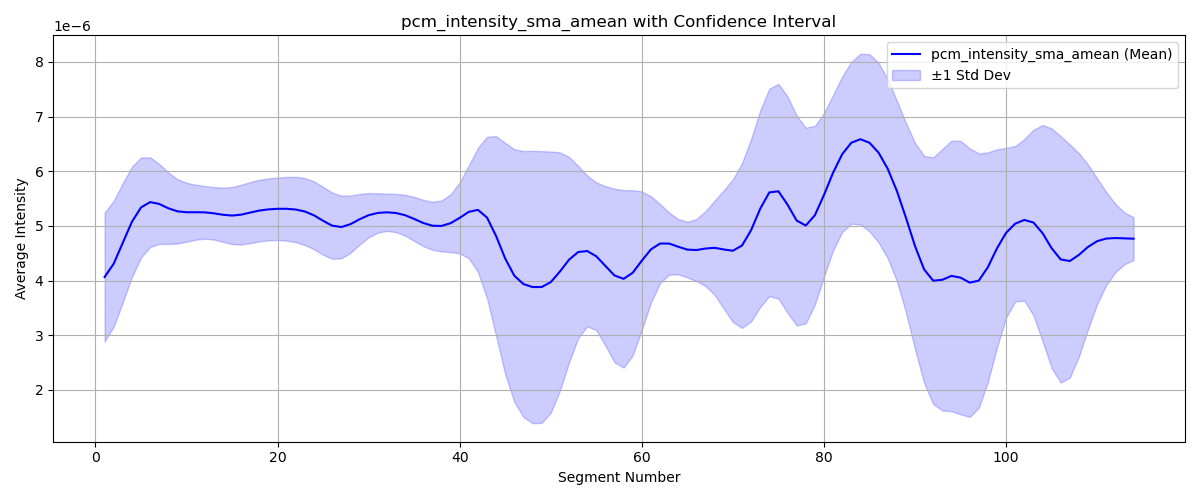 pcm_intensity_sma_amean with Confidence Interval
1e−6
pcm_intensity_sma_amean (Mean)
±1 Std Dev
8
7
6
5
4
3
2
Average Intensity
0 20 40 60 80 100
Segment Number